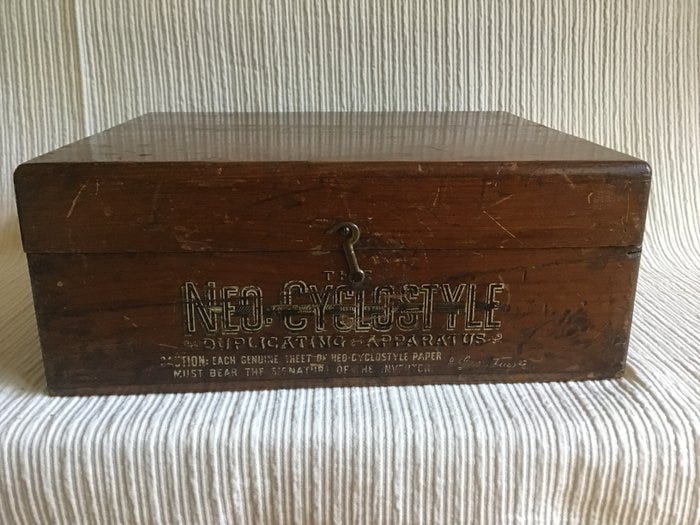 THE
NEO-CYCLOSTYLE
DUPLICATING APPARATUS
CAUTION: EACH GENUINE SHEET OF NEO-CYCLOSTYLE PAPER
MUST BEAR THE SIGNATURE OF THE INVENTOR